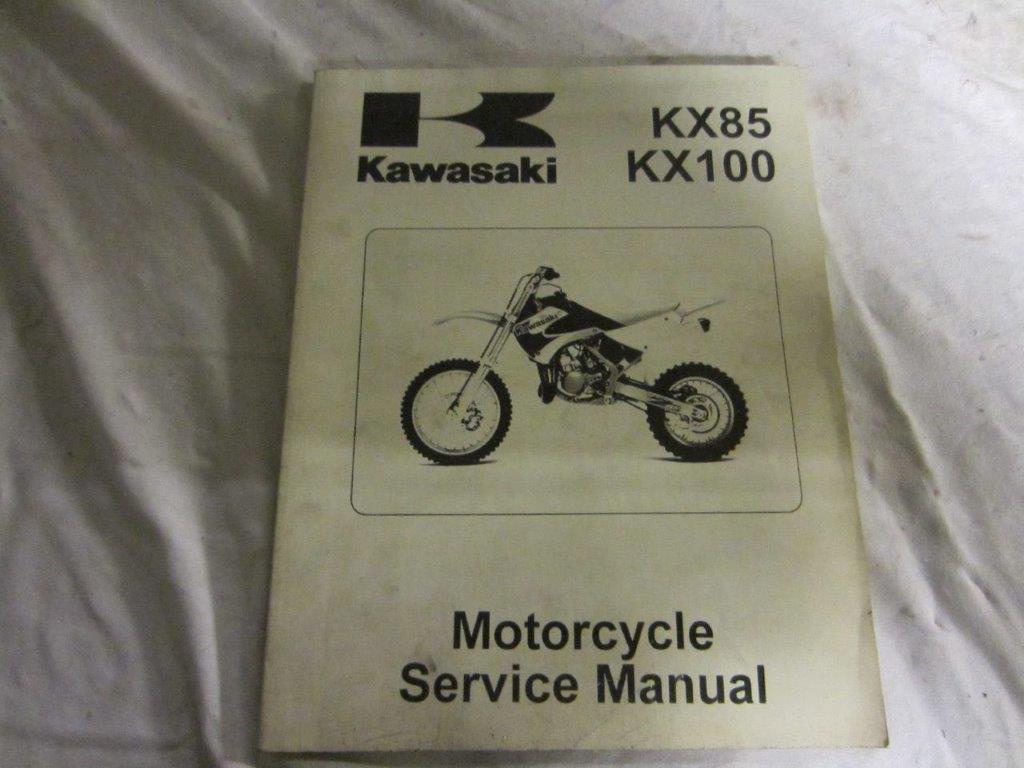 Kawasaki
KX85
KX100
Kawasaki
Motorcycle
Service Manual